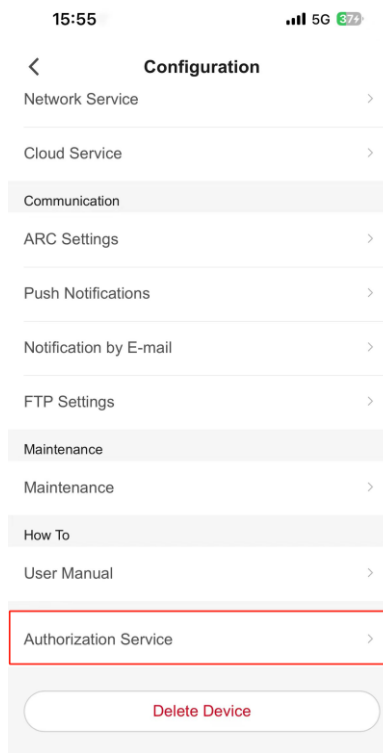 15:55 5G 37
Configuration
Network Service
Cloud Service
Communication
ARC Settings
Push Notifications
Notification by E-mail
FTP Settings
Maintenance
Maintenance
How To
User Manual
Authorization Service
Delete Device